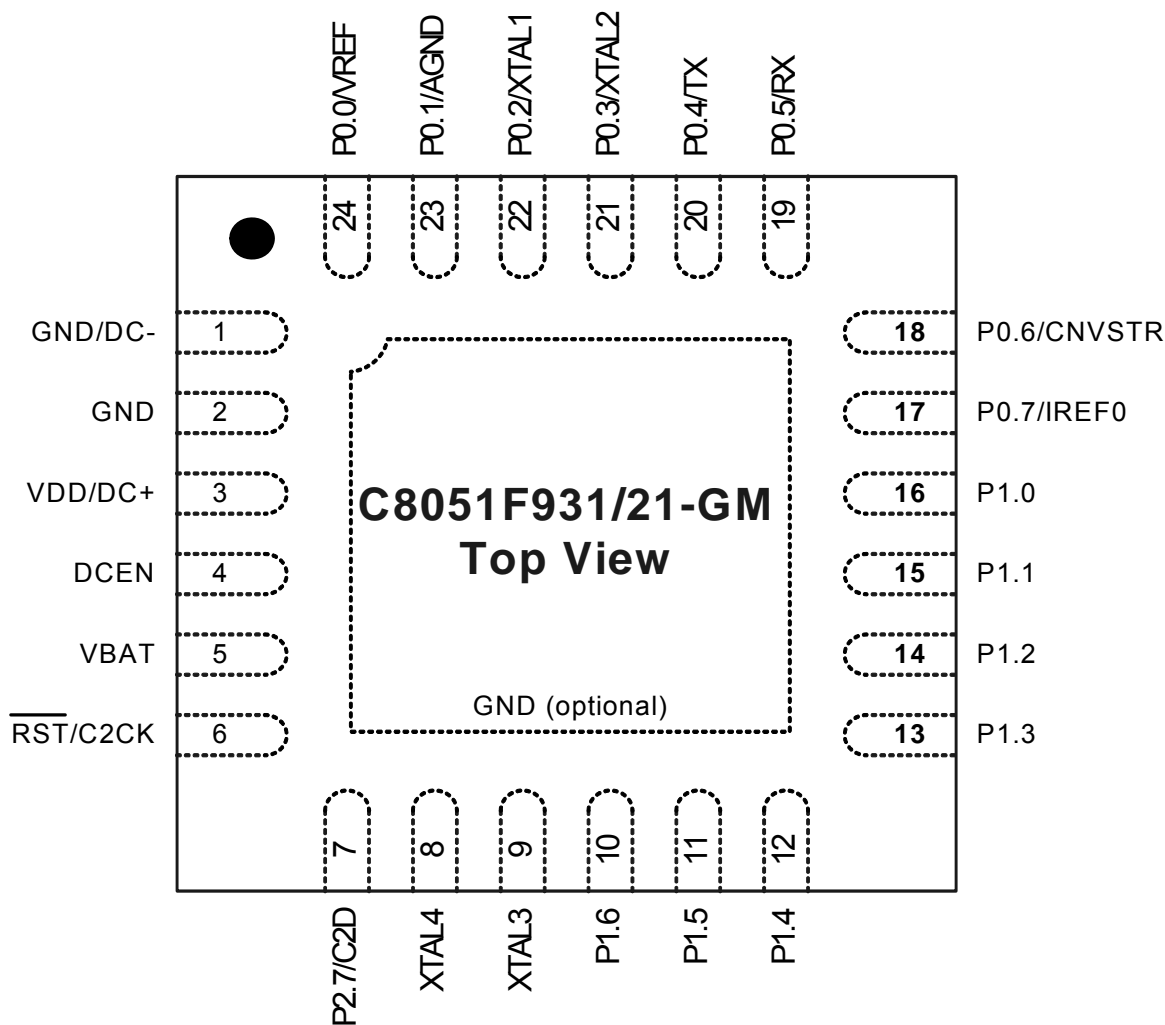 P0.0/VREF
P0.1/AGND
P0.2/XTAL1
P0.3/XTAL2
P0.4/TX
P0.5/RX
24
23
22
21
20
19
GND/DC-
1
GND
2
VDD/DC+
3
DCEN
4
VBAT
5
RST/C2CK
6
18
P0.6/CNVSTR
17
P0.7/IREF0
16
P1.0
15
P1.1
14
P1.2
13
P1.3
C8051F931/21-GM
Top View
GND (optional)
7
8
9
10
11
12
P2.7/C2D
XTAL4
XTAL3
P1.6
P1.5
P1.4